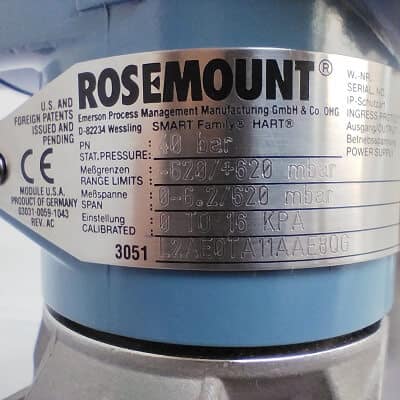 ROSEMOUNT®
Emerson Process Management Manufacturing GmbH & Co. OHG
D-82234 Wessling SMART Family® HART®
U.S. AND
FOREIGN PATENTS
ISSUED AND
PENDING
CE
MODULE U.S.A.
PRODUCT OF GERMANY
03031-0059-1043
REV. AC
PN
STAT.PRESSURE: 40 bar
Meßgrenzen
RANGE LIMITS : -620/+620 mbar
Meßspanne
SPAN : 0-6.2/620 mbar
Einstellung
CALIBRATED : 0 TO 16 KPA
3051
W.-NR.
SERIAL NO.
IP-Schutzart
INGRESS PROTE
Ausgang/OUTPUT
Betriebsspannung
POWER SUPPLY